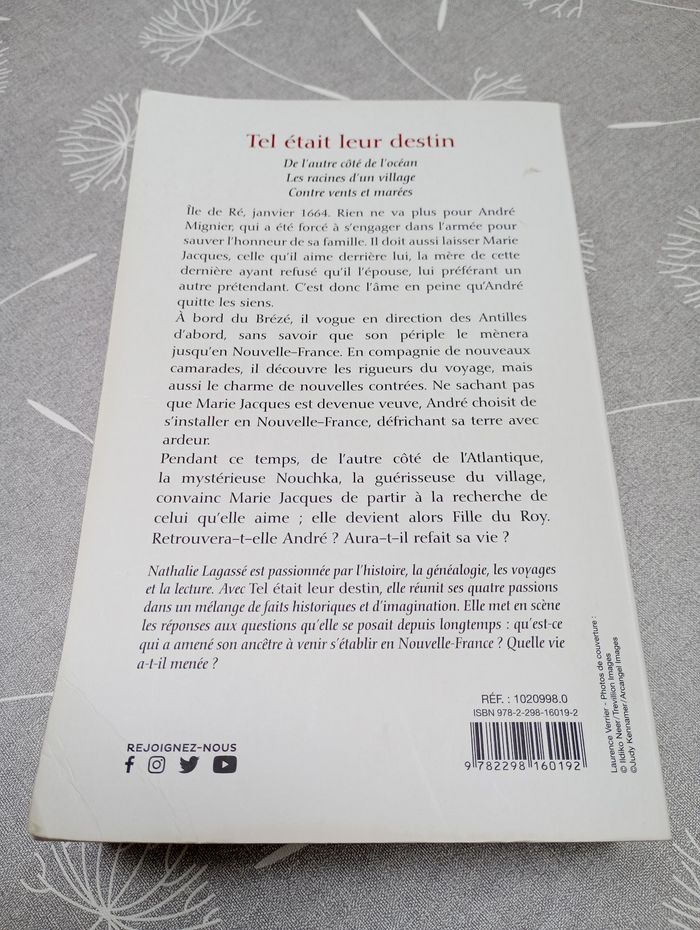 Tel était leur destin
De l'autre côté de l'océan
Les racines d'un village
Contre vents et marées
Île de Ré, janvier 1664. Rien ne va plus pour André
Mignier, qui a été forcé à s'engager dans l'armée pour
sauver l'honneur de sa famille. Il doit aussi laisser Marie
Jacques, celle qu'il aime derrière lui, la mère de cette
dernière ayant refusé qu'il l'épouse, lui préférant un
autre prétendant. C'est donc l'âme en peine qu'André
quitte les siens.
À bord du Brézé, il vogue en direction des Antilles
d'abord, sans savoir que son périple le mènera
jusqu'en Nouvelle–France. En compagnie de nouveaux
camarades, il découvre les rigueurs du voyage, mais
aussi le charme de nouvelles contrées. Ne sachant pas
que Marie Jacques est devenue veuve, André choisit de
s'installer en Nouvelle–France, défrichant sa terre avec
ardeur.
Pendant ce temps, de l'autre côté de l'Atlantique,
la mystérieuse Nouchka, la guérisseuse du village,
convainc Marie Jacques de partir à la recherche de
celui qu'elle aime ; elle devient alors Fille du Roy.
Retrouvera–t–elle André ? Aura–t–il refait sa vie ?
Nathalie Lagassé est passionnée par l'histoire, la généalogie, les voyages
et la lecture. Avec Tel était leur destin, elle réunit ses quatre passions
dans un mélange de faits historiques et d'imagination. Elle met en scène
les réponses aux questions qu'elle se posait depuis longtemps : qu'est-ce
qui a amené son ancêtre à venir s'établir en Nouvelle-France ? Quelle vie
a-t-il menée ?
RÉF. : 1020998.0
ISBN 978-2-298-16019-2
9 782298 160192
REJOIGNEZ-NOUS
Laurence Verrier - Photos de couverture :
© Ildiko Neer/Trevillion Images
©Judy Kennamer/Arcangel Images